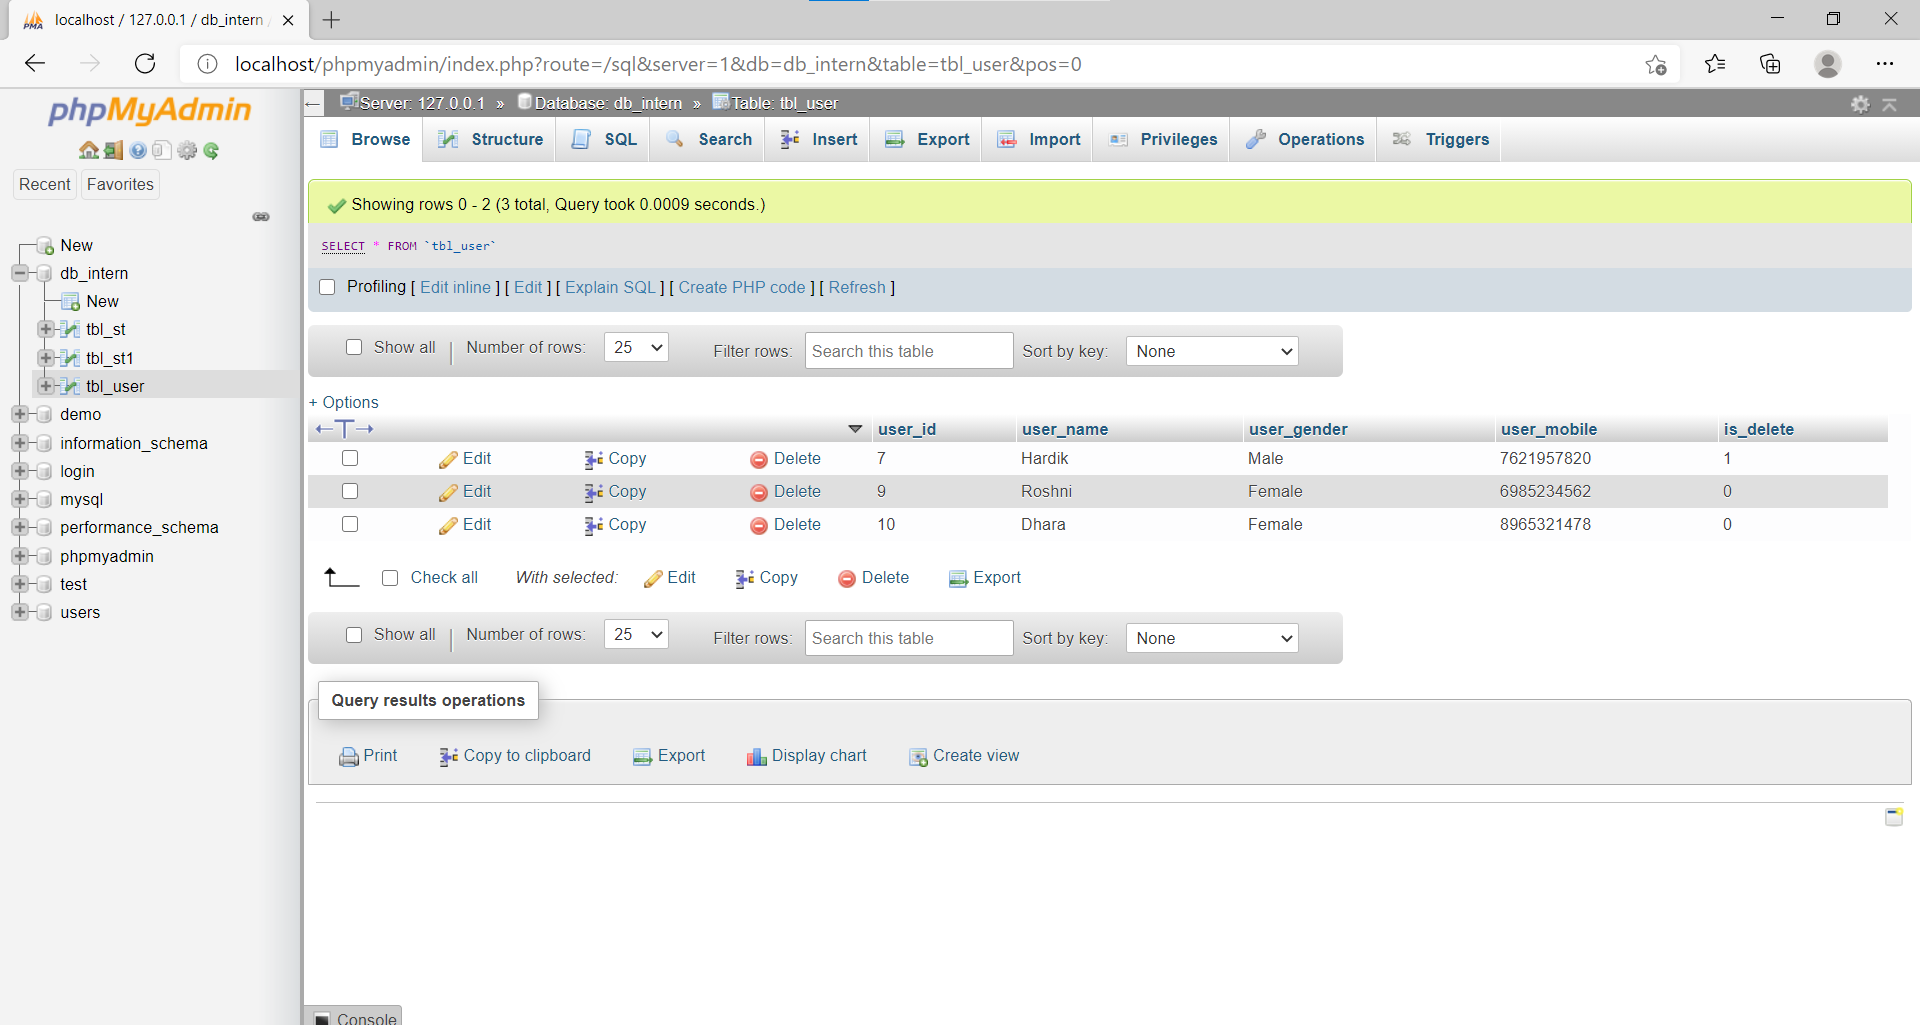 localhost / 127.0.0.1 / db_intern
localhost/phpmyadmin/index.php?route=/sql&server=1&db=db_intern&table=tbl_user&pos=0
phpMyAdmin
Recent Favorites
New
db_intern
New
tbl_st
tbl_st1
tbl_user
demo
information_schema
login
mysql
performance_schema
phpmyadmin
test
users
Server: 127.0.0.1 » Database: db_intern » Table: tbl_user
Browse Structure SQL Search Insert Export Import Privileges Operations Triggers
Showing rows 0 - 2 (3 total, Query took 0.0009 seconds.)
SELECT * FROM `tbl_user`
Profiling [ Edit inline ] [ Edit ] [ Explain SQL ] [ Create PHP code ] [ Refresh ]
Show all Number of rows: 25 Filter rows: Search this table Sort by key: None
+ Options
user_id user_name user_gender user_mobile is_delete
Edit Copy Delete 7 Hardik Male 7621957820 1
Edit Copy Delete 9 Roshni Female 6985234562 0
Edit Copy Delete 10 Dhara Female 8965321478 0
Check all With selected: Edit Copy Delete Export
Show all Number of rows: 25 Filter rows: Search this table Sort by key: None
Query results operations
Print Copy to clipboard Export Display chart Create view
Console